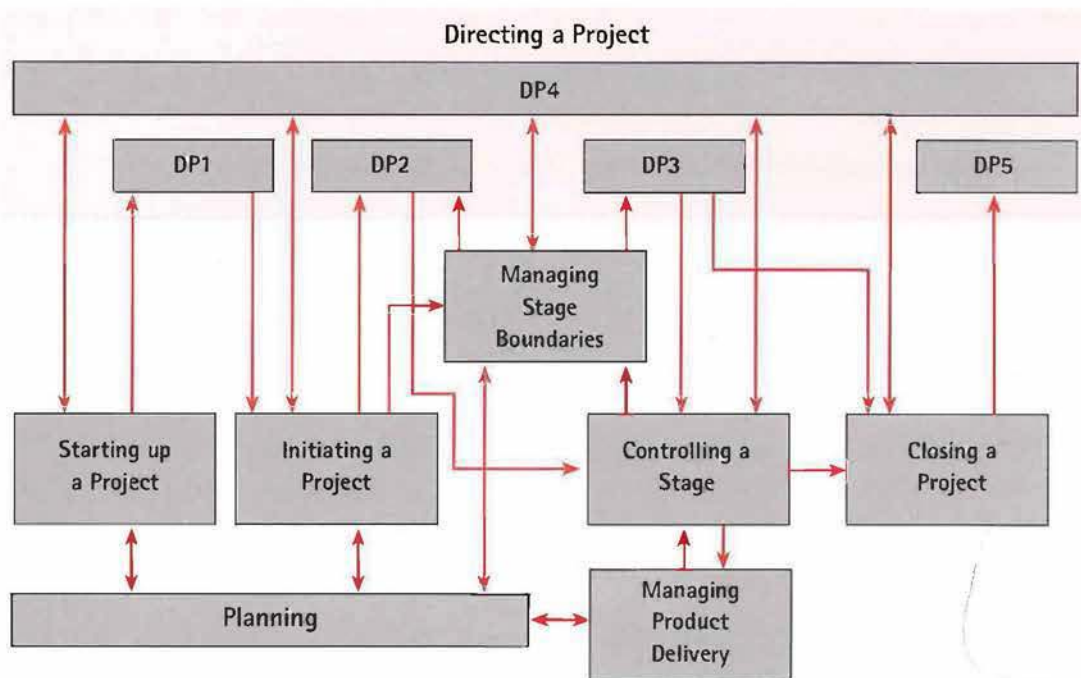 Directing a Project
DP4
DP1
DP2
DP3
DP5
Managing
Stage
Boundaries
Starting up
a Project
Initiating a
Project
Controlling a
Stage
Closing a
Project
Planning
Managing
Product
Delivery